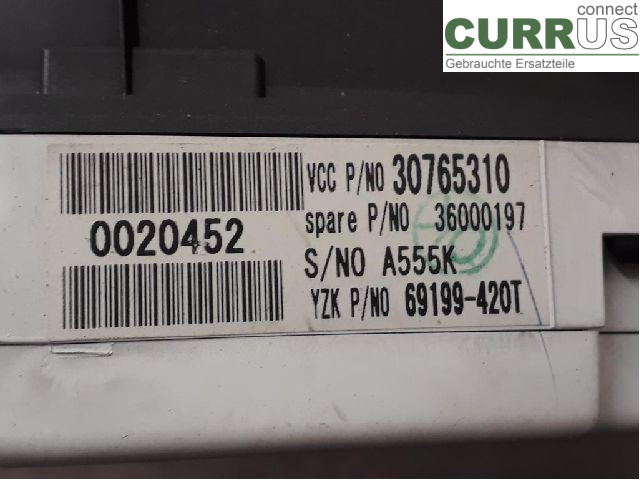 connect
CURRUS
Gebrauchte Ersatzteile
VCC P/NO 30765310
0020452
spare P/NO 36000197
S/NO A555K
YZK P/NO 69199-420T